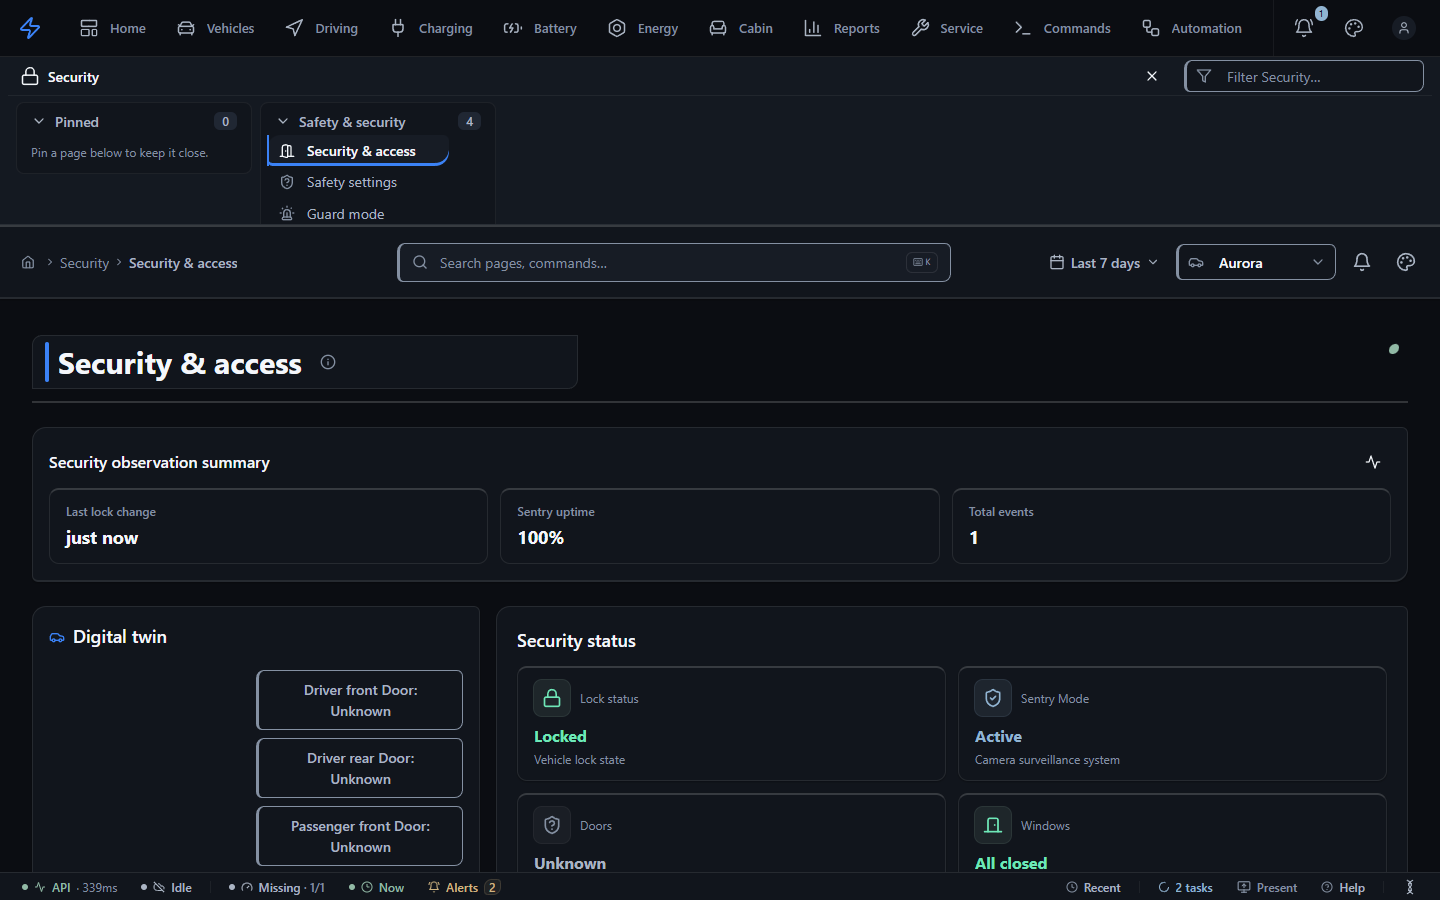 Home
Vehicles
Driving
Charging
Battery
Energy
Cabin
Reports
Service
Commands
Automation
1
Security
Filter Security...
Pinned
0
Pin a page below to keep it close.
Safety & security
4
Security & access
Safety settings
Guard mode
Security
Security & access
Search pages, commands...
K
Last 7 days
Aurora
Security & access
Security observation summary
Last lock change
just now
Sentry uptime
100%
Total events
1
Digital twin
Driver front Door:
Unknown
Driver rear Door:
Unknown
Passenger front Door:
Unknown
Security status
Lock status
Locked
Vehicle lock state
Sentry Mode
Active
Camera surveillance system
Doors
Unknown
Windows
All closed
API · 339ms
Idle
Missing · 1/1
Now
Alerts 2
Recent
2 tasks
Present
Help